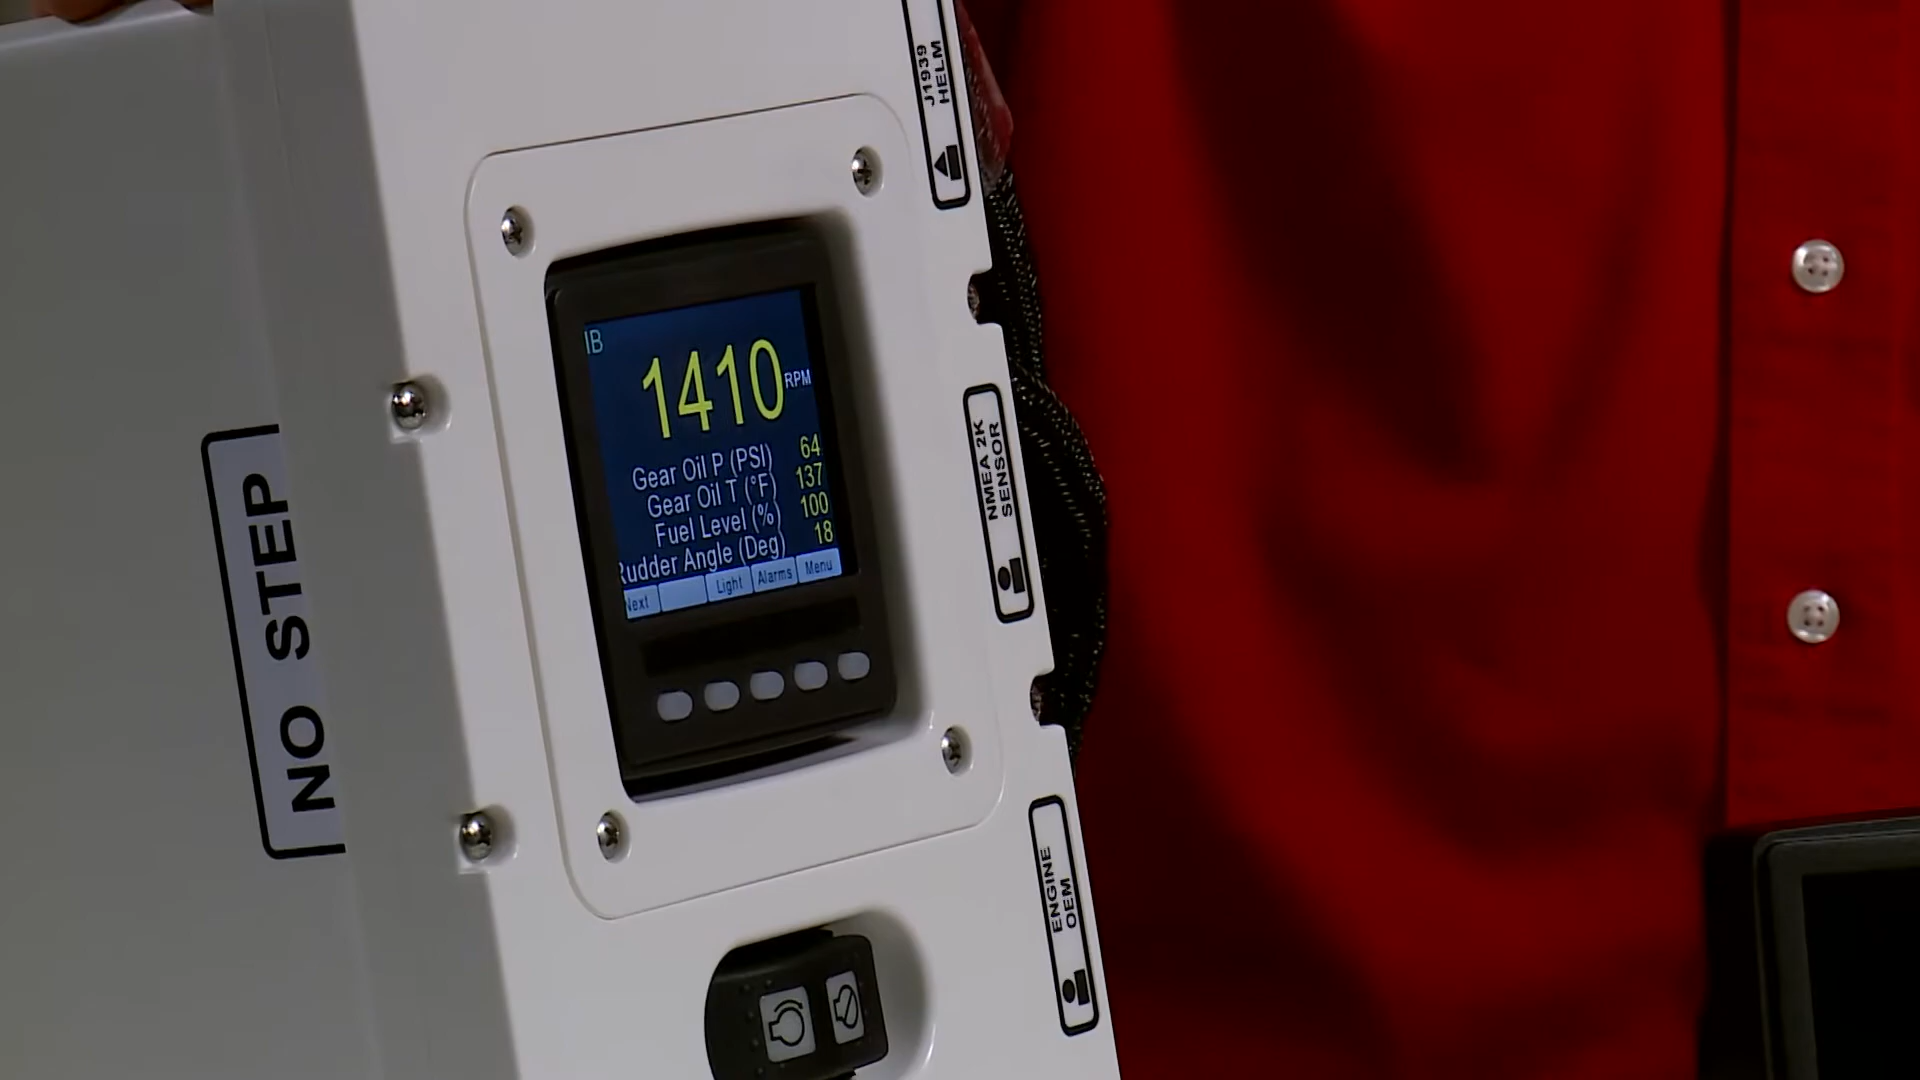 J1939
HELM
IB
1410 RPM
Gear Oil P (PSI) 64
Gear Oil T (°F) 137
Fuel Level (%) 100
Rudder Angle (Deg) 18
Next Light Alarms Menu
NMEA 2K
SENSOR
NO STEP
ENGINE
OEM